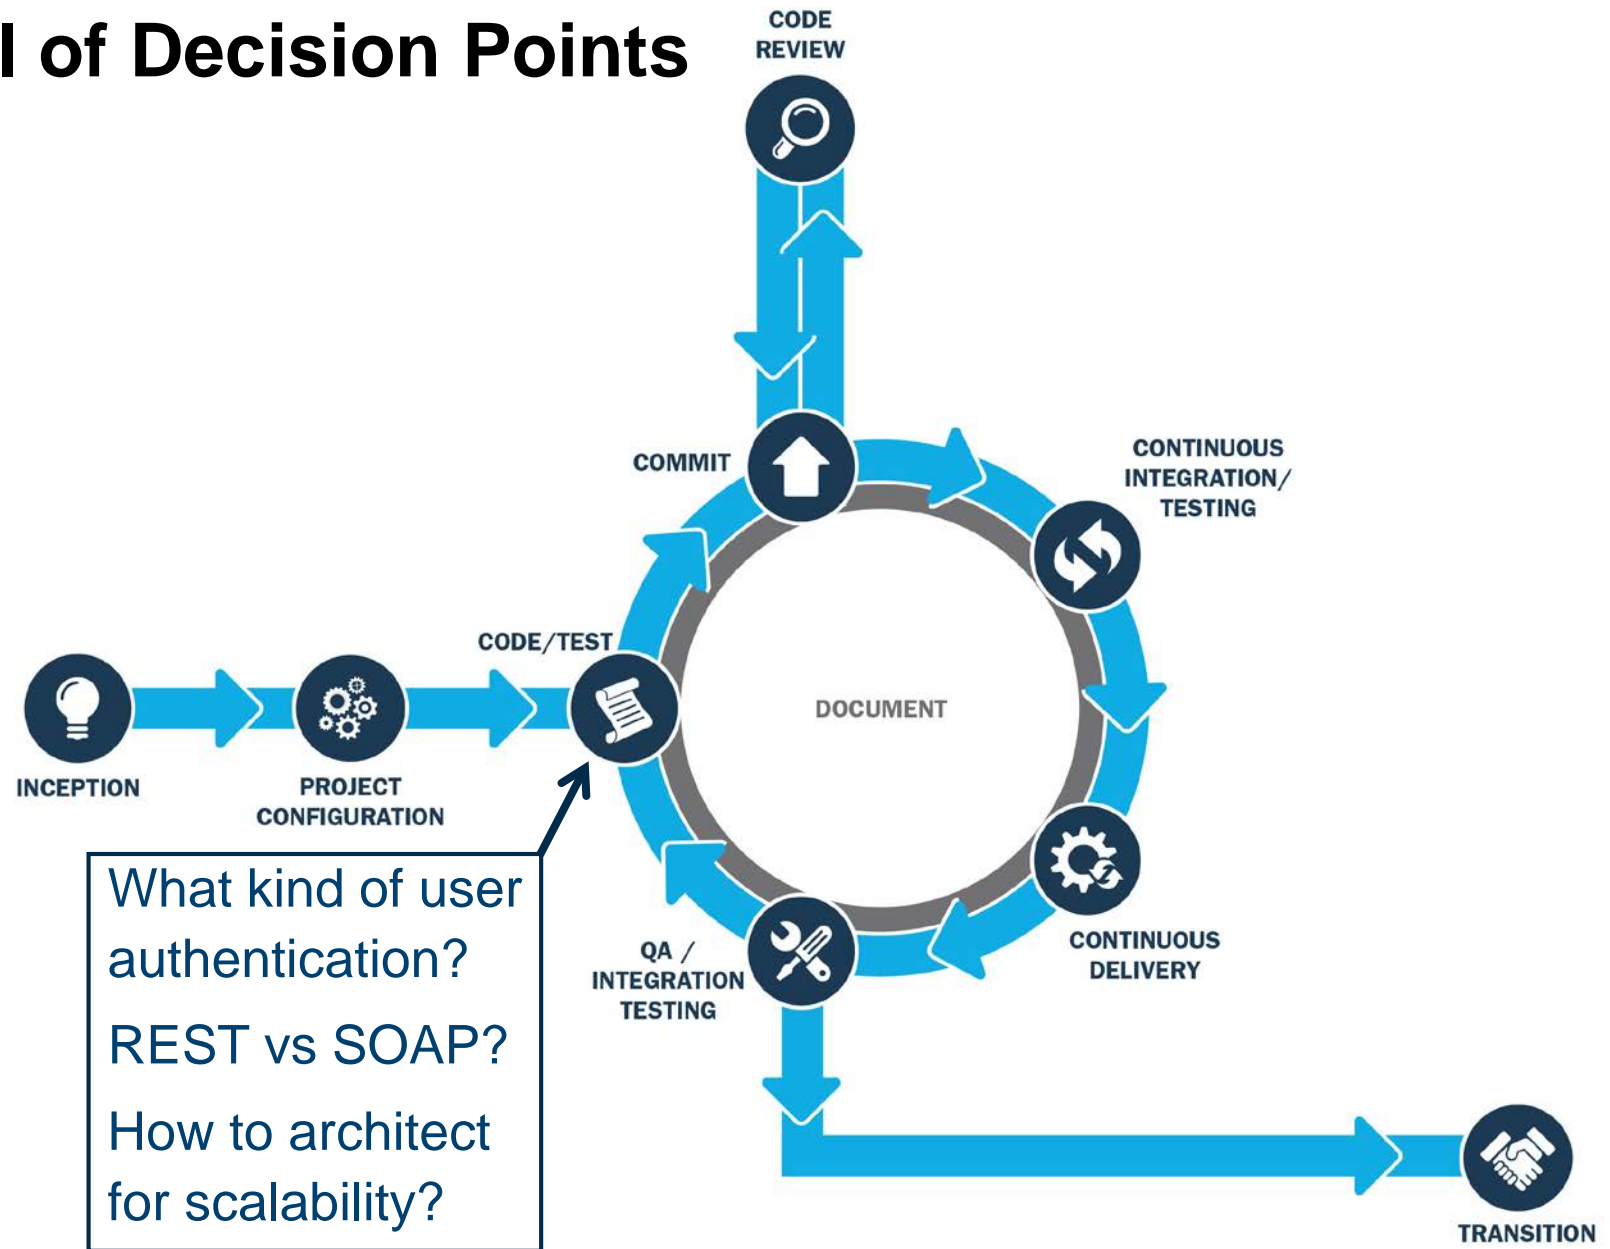 of Decision Points
CODE
REVIEW
COMMIT
CONTINUOUS
INTEGRATION/
TESTING
CODE/TEST
DOCUMENT
INCEPTION
PROJECT
CONFIGURATION
What kind of user
authentication?
REST vs SOAP?
How to architect
for scalability?
QA /
INTEGRATION
TESTING
CONTINUOUS
DELIVERY
TRANSITION